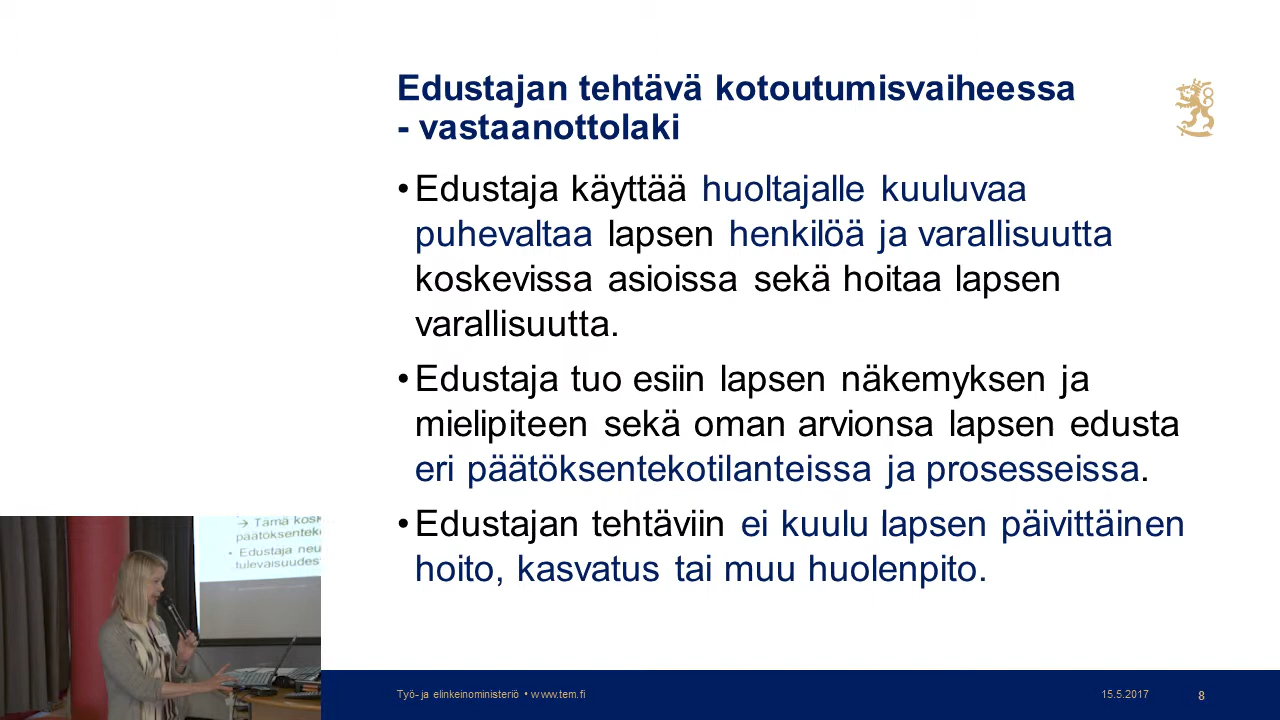 Edustajan tehtävä kotoutumisvaiheessa
- vastaanottolaki
• Edustaja käyttää huoltajalle kuuluvaa
puhevaltaa lapsen henkilöä ja varallisuutta
koskevissa asioissa sekä hoitaa lapsen
varallisuutta.
• Edustaja tuo esiin lapsen näkemyksen ja
mielipiteen sekä oman arvionsa lapsen edusta
eri päätöksentekotilanteissa ja prosesseissa.
• Edustajan tehtäviin ei kuulu lapsen päivittäinen
hoito, kasvatus tai muu huolenpito.
→ Tämä kosk
päätöksentek
• Edustaja neu
tulevaisuudes
Työ- ja elinkeinoministeriö • www.tem.fi
15.5.2017
8